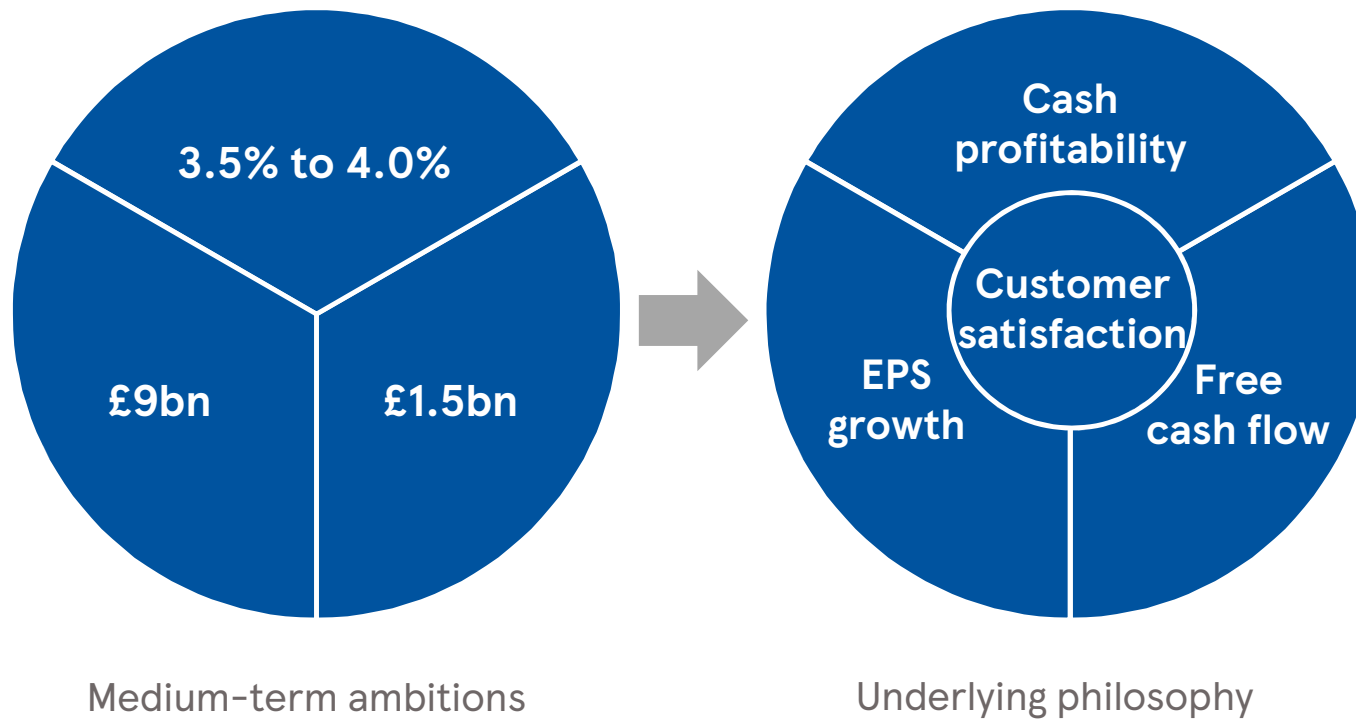 3.5% to 4.0%
£9bn
£1.5bn
Medium-term ambitions
Cash
profitability
Customer
satisfaction
EPS
growth
Free
cash flow
Underlying philosophy